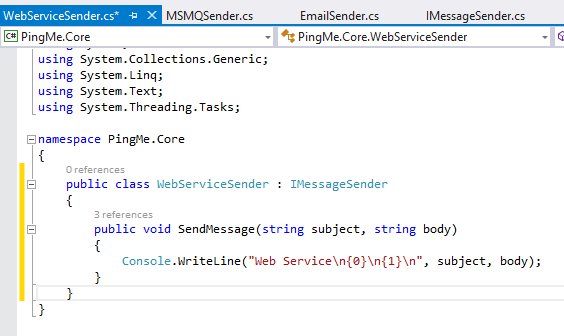 WebServiceSender.cs* MSMQSender.cs EmailSender.cs IMessageSender.cs
C# PingMe.Core PingMe.Core.WebServiceSender
using System.Collections.Generic;
using System.Linq;
using System.Text;
using System.Threading.Tasks;
namespace PingMe.Core
{
0 references
public class WebServiceSender : IMessageSender
{
3 references
public void SendMessage(string subject, string body)
{
Console.WriteLine("Web Service\n{0}\n{1}\n", subject, body);
}
}
}